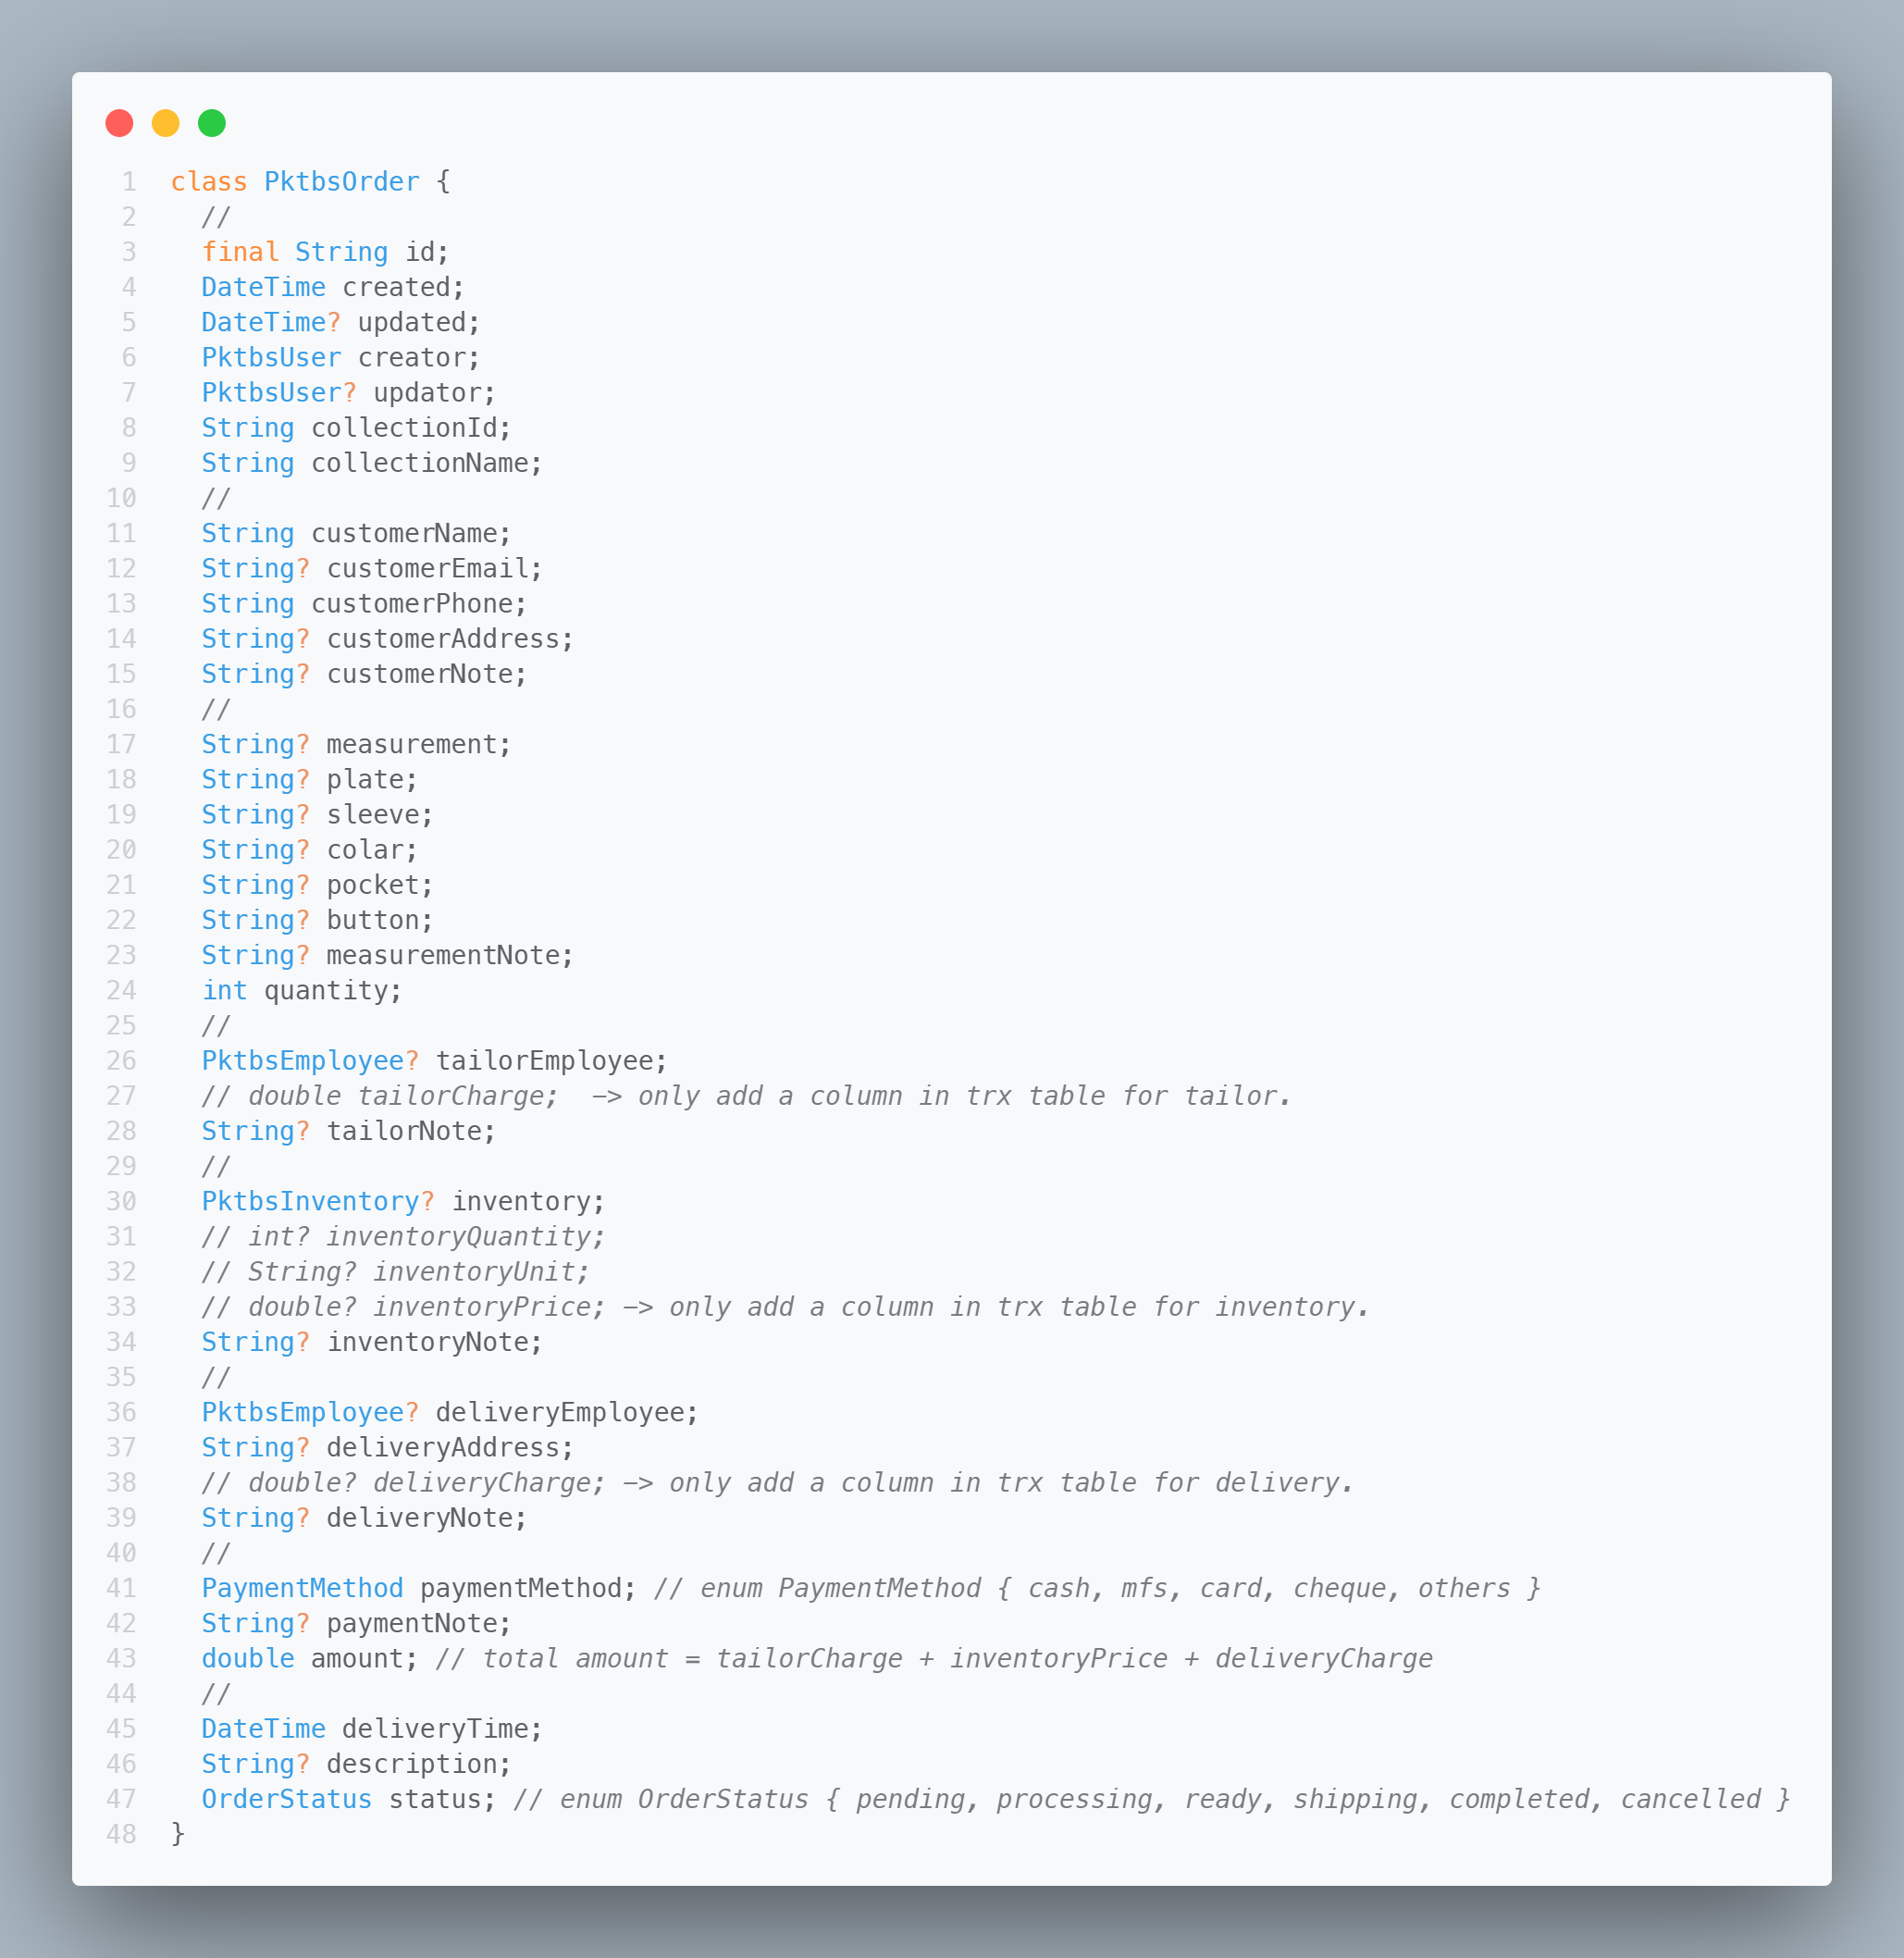 1 class PktbsOrder {
2   //
3   final String id;
4   DateTime created;
5   DateTime? updated;
6   PktbsUser creator;
7   PktbsUser? updator;
8   String collectionId;
9   String collectionName;
10   //
11   String customerName;
12   String? customerEmail;
13   String customerPhone;
14   String? customerAddress;
15   String? customerNote;
16   //
17   String? measurement;
18   String? plate;
19   String? sleeve;
20   String? colar;
21   String? pocket;
22   String? button;
23   String? measurementNote;
24   int quantity;
25   //
26   PktbsEmployee? tailorEmployee;
27   // double tailorCharge;  —> only add a column in trx table for tailor.
28   String? tailorNote;
29   //
30   PktbsInventory? inventory;
31   // int? inventoryQuantity;
32   // String? inventoryUnit;
33   // double? inventoryPrice; —> only add a column in trx table for inventory.
34   String? inventoryNote;
35   //
36   PktbsEmployee? deliveryEmployee;
37   String? deliveryAddress;
38   // double? deliveryCharge; —> only add a column in trx table for delivery.
39   String? deliveryNote;
40   //
41   PaymentMethod paymentMethod; // enum PaymentMethod { cash, mfs, card, cheque, others }
42   String? paymentNote;
43   double amount; // total amount = tailorCharge + inventoryPrice + deliveryCharge
44   //
45   DateTime deliveryTime;
46   String? description;
47   OrderStatus status; // enum OrderStatus { pending, processing, ready, shipping, completed, cancelled }
48 }